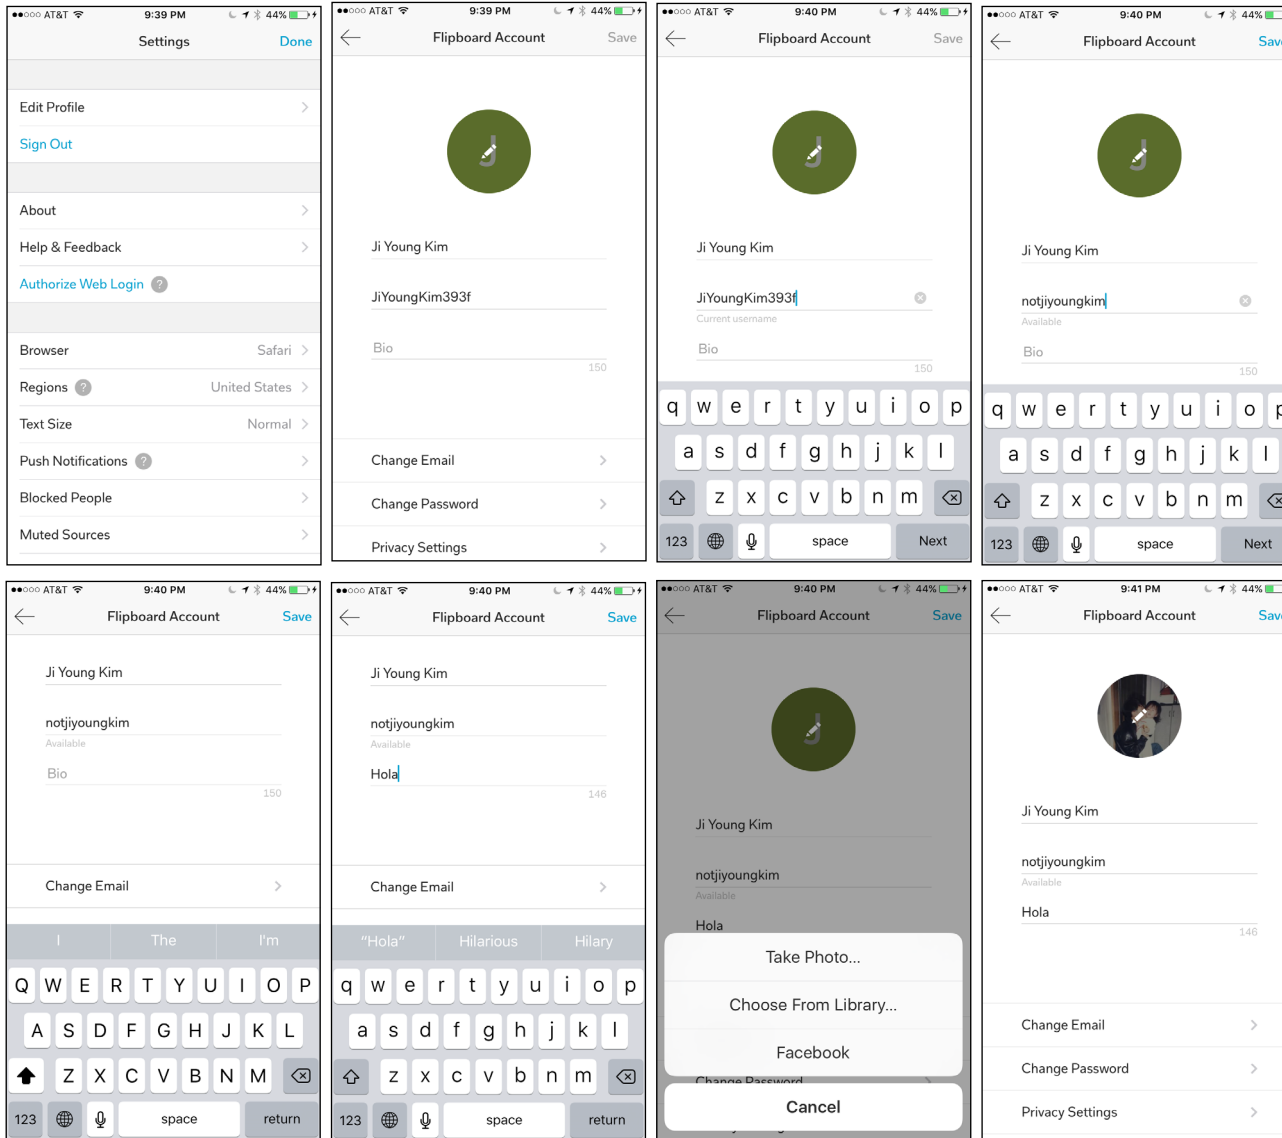 AT&T 9:39 PM 44%
Settings Done
Edit Profile
Sign Out
About
Help & Feedback
Authorize Web Login ?
Browser Safari
Regions ? United States
Text Size Normal
Push Notifications ?
Blocked People
Muted Sources
AT&T 9:39 PM 44%
Flipboard Account Save
J
Ji Young Kim
JiYoungKim393f
Bio
150
Change Email
Change Password
Privacy Settings
AT&T 9:40 PM 44%
Flipboard Account Save
J
Ji Young Kim
JiYoungKim393f
Current username
Bio
150
q w e r t y u i o p
a s d f g h j k l
z x c v b n m
123 space Next
AT&T 9:40 PM 44%
Flipboard Account Save
J
Ji Young Kim
notjiyoungkim
Available
Bio
150
q w e r t y u i o p
a s d f g h j k l
z x c v b n m
123 space Next
AT&T 9:40 PM 44%
Flipboard Account Save
Ji Young Kim
notjiyoungkim
Available
Bio
150
Change Email
I The I'm
Q W E R T Y U I O P
A S D F G H J K L
Z X C V B N M
123 space return
AT&T 9:40 PM 44%
Flipboard Account Save
Ji Young Kim
notjiyoungkim
Available
Hola
146
Change Email
"Hola" Hilarious Hilary
q w e r t y u i o p
a s d f g h j k l
z x c v b n m
123 space return
AT&T 9:40 PM 44%
Flipboard Account Save
J
Ji Young Kim
notjiyoungkim
Available
Hola
Take Photo...
Choose From Library...
Facebook
Change Password
Cancel
AT&T 9:41 PM 44%
Flipboard Account Save
Ji Young Kim
notjiyoungkim
Available
Hola
146
Change Email
Change Password
Privacy Settings